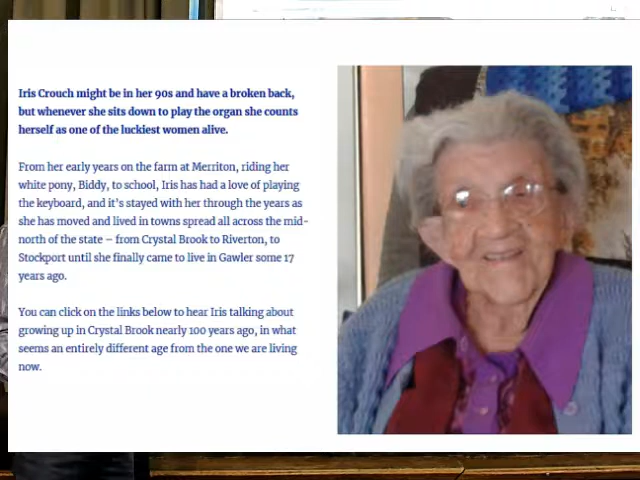 Iris Crouch might be in her 90s and have a broken back,
but whenever she sits down to play the organ she counts
herself as one of the luckiest women alive.
From her early years on the farm at Merriton, riding her
white pony, Biddy, to school, Iris has had a love of playing
the keyboard, and it's stayed with her through the years as
she has moved and lived in towns spread all across the mid-
north of the state – from Crystal Brook to Riverton, to
Stockport until she finally came to live in Gawler some 17
years ago.
You can click on the links below to hear Iris talking about
growing up in Crystal Brook nearly 100 years ago, in what
seems an entirely different age from the one we are living
now.